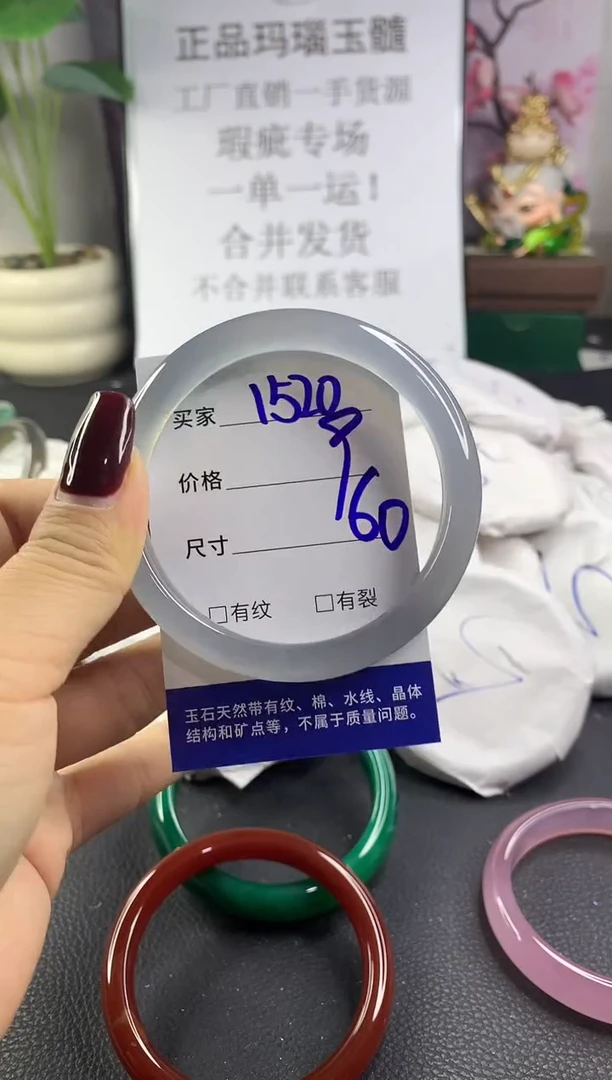 正品玛瑙玉髓
工厂直销一手货源
瑕疵专场
一单一运！
合并发货
不合并联系客服
买家 1520
价格
尺寸 60
□有纹 □有裂
玉石天然带有纹、棉、水线、晶体
结构和矿点等，不属于质量问题。